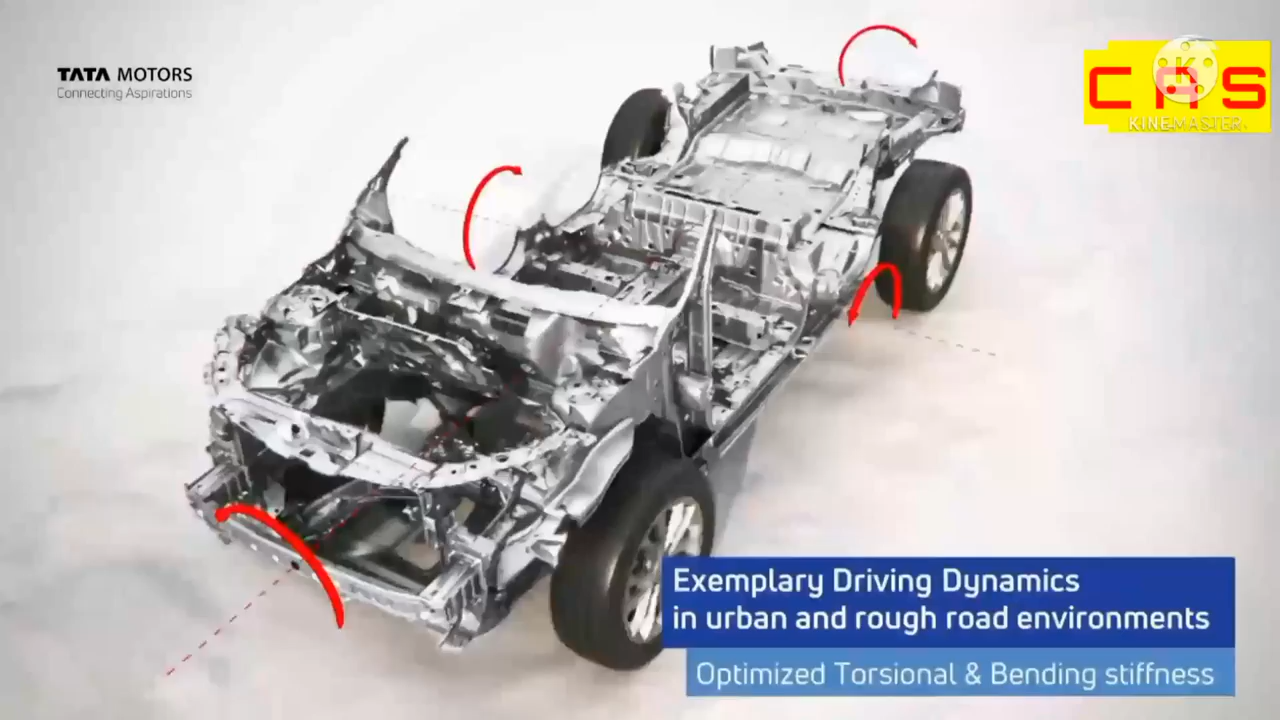 TATA MOTORS
Connecting Aspirations
CAS
K
KINEMASTER
Exemplary Driving Dynamics
in urban and rough road environments
Optimized Torsional & Bending stiffness